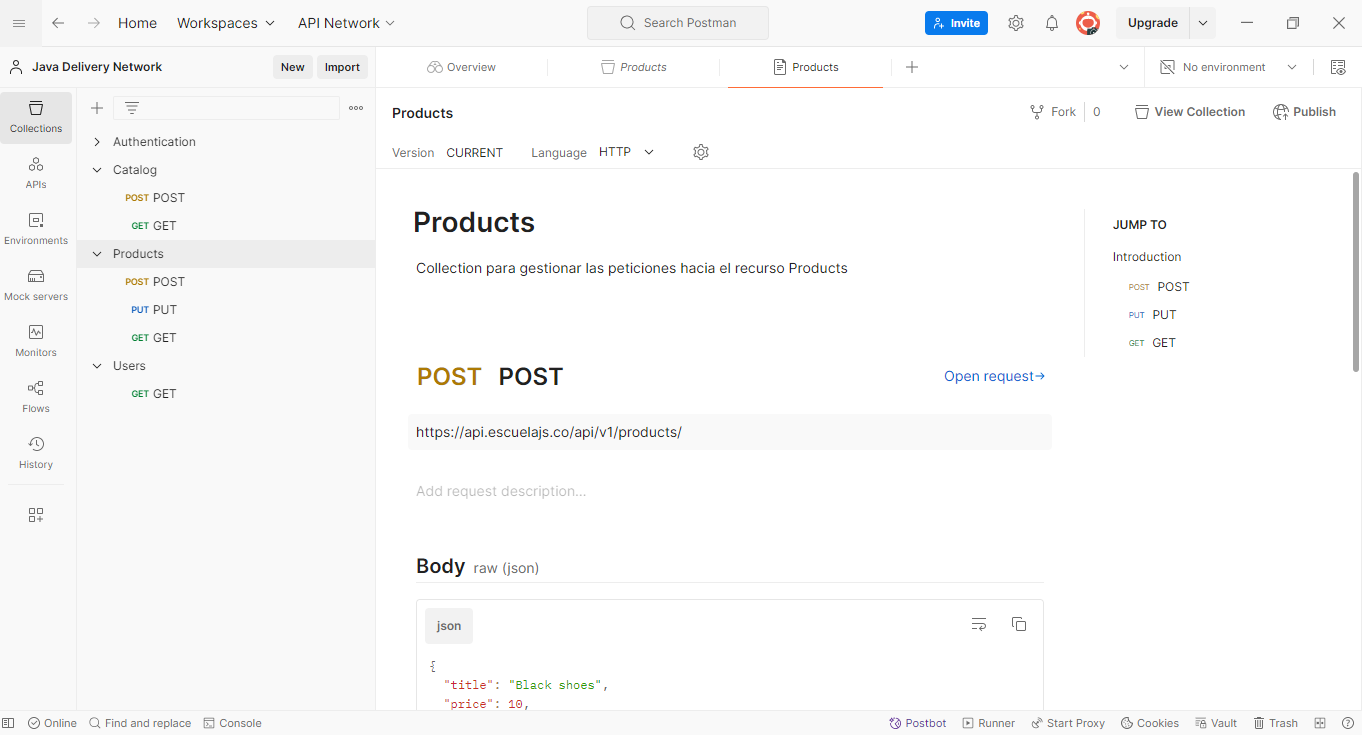 Home Workspaces API Network Search Postman Invite Upgrade
Java Delivery Network New Import Overview Products Products No environment
Collections
APIs
Environments
Mock servers
Monitors
Flows
History
Authentication
Catalog
POST POST
GET GET
Products
POST POST
PUT PUT
GET GET
Users
GET GET
Products Fork 0 View Collection Publish
Version CURRENT Language HTTP
Products
Collection para gestionar las peticiones hacia el recurso Products
POST POST Open request→
https://api.escuelajs.co/api/v1/products/
Add request description...
Body raw (json)
json
{
"title": "Black shoes",
"price": 10,
JUMP TO
Introduction
POST POST
PUT PUT
GET GET
Online Find and replace Console Postbot Runner Start Proxy Cookies Vault Trash